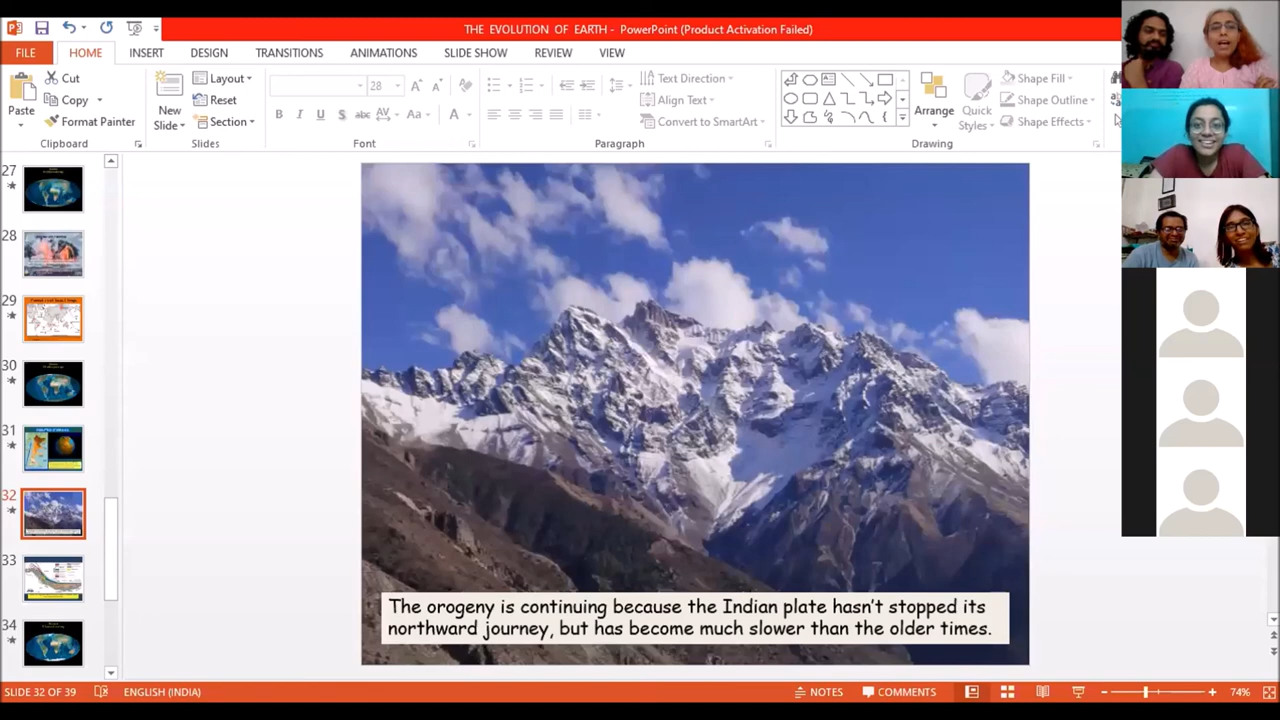 THE EVOLUTION OF EARTH - PowerPoint (Product Activation Failed)
FILE HOME INSERT DESIGN TRANSITIONS ANIMATIONS SLIDE SHOW REVIEW VIEW
Paste
Cut
Copy
Format Painter
Clipboard
New
Slide
Layout
Reset
Section
Slides
28
B I U S abc AV Aa A
Font
Text Direction
Align Text
Convert to SmartArt
Paragraph
Arrange
Quick
Styles
Shape Fill
Shape Outline
Shape Effects
Drawing
27
28
29
30
31
32
33
34
The orogeny is continuing because the Indian plate hasn't stopped its
northward journey, but has become much slower than the older times.
SLIDE 32 OF 39 ENGLISH (INDIA) NOTES COMMENTS 74%